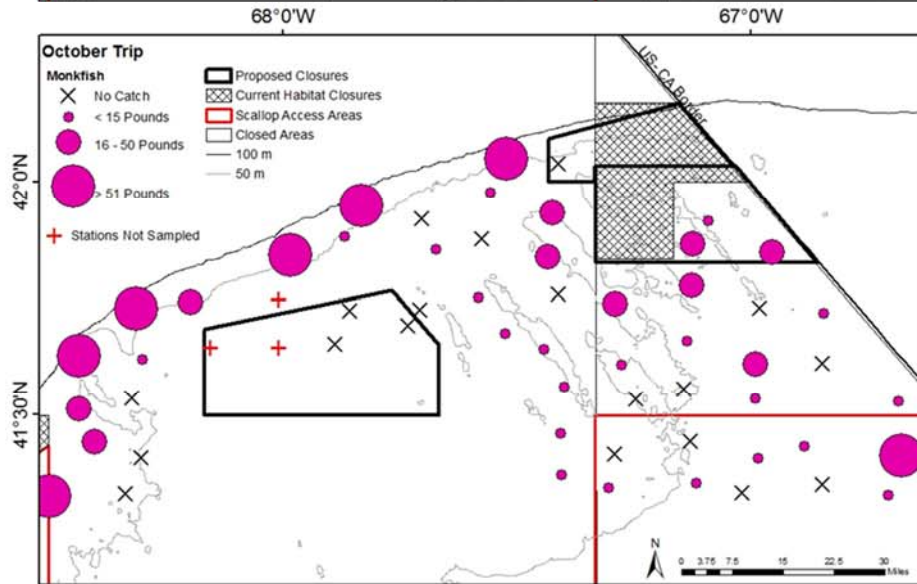 68°0'W 67°0'W
October Trip
Monkfish
No Catch
< 15 Pounds
16 - 50 Pounds
> 51 Pounds
Stations Not Sampled
Proposed Closures
Current Habitat Closures
Scallop Access Areas
Closed Areas
100 m
50 m
US - CA Border
42°0'N
41°30'N
N
0 3.75 7.5 15 22.5 30
Miles